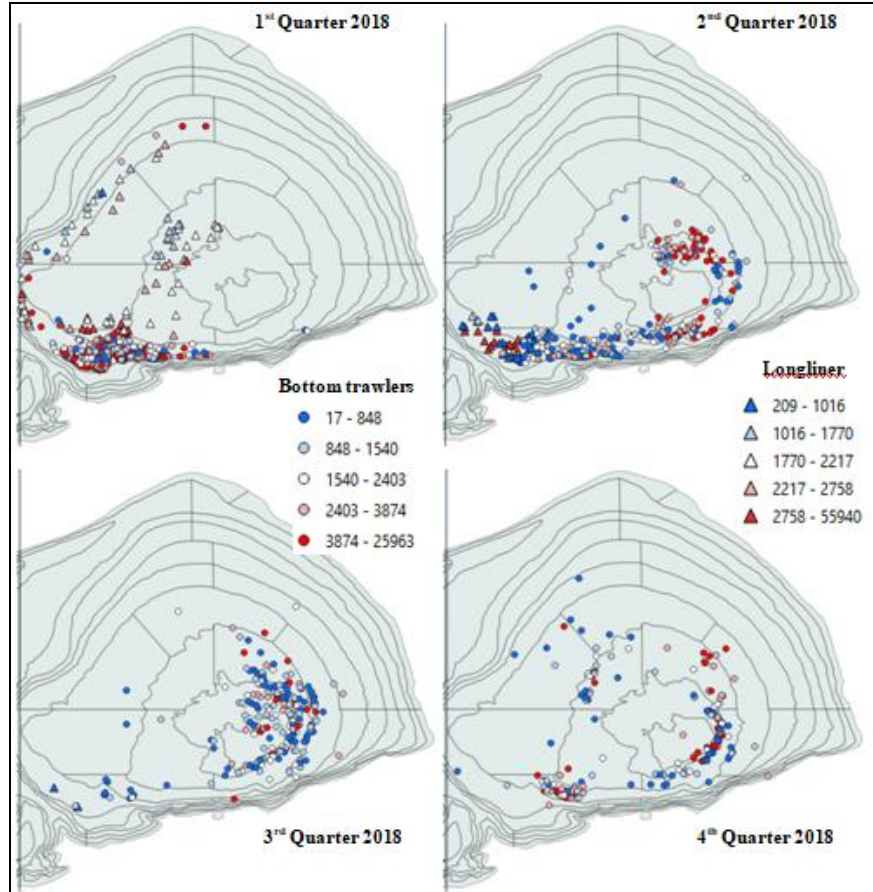 1st Quarter 2018
2nd Quarter 2018
Bottom trawlers
17 - 848
848 - 1540
1540 - 2403
2403 - 3874
3874 - 25963
Longliner
209 - 1016
1016 - 1770
1770 - 2217
2217 - 2758
2758 - 55940
3rd Quarter 2018
4th Quarter 2018